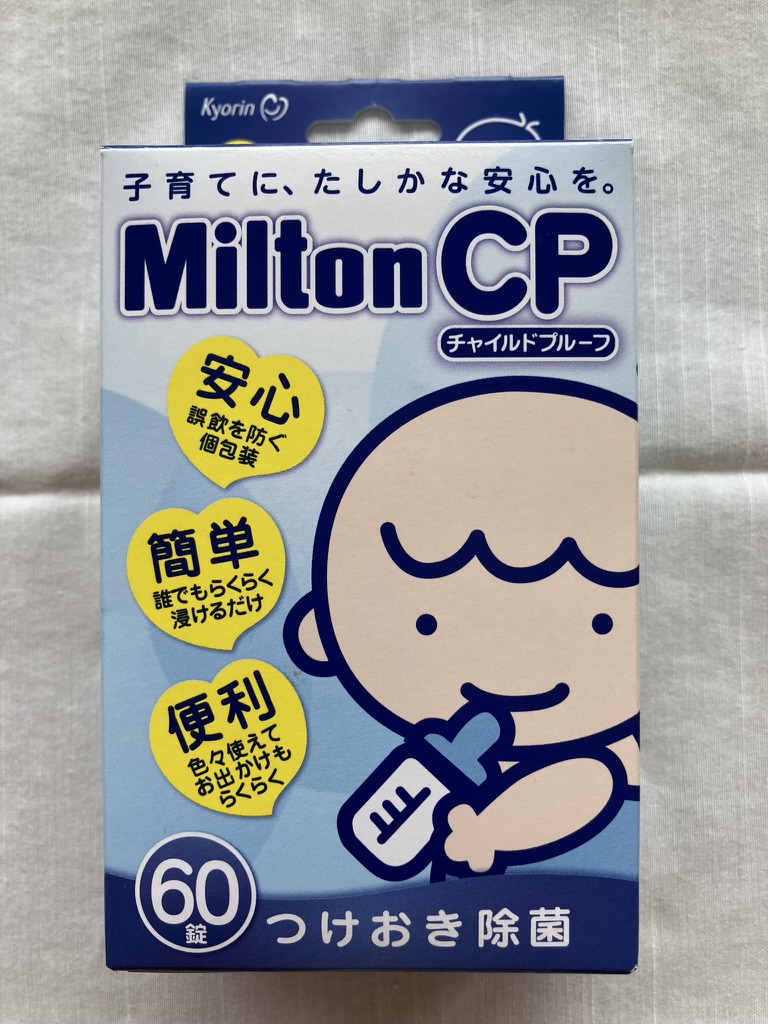 Kyorin
子育てに、たしかな安心を。
Milton CP
チャイルドプルーフ
安心
誤飲を防ぐ
個包装
簡単
誰でもらくらく
浸けるだけ
便利
色々使えて
お出かけも
らくらく
60
錠
つけおき除菌